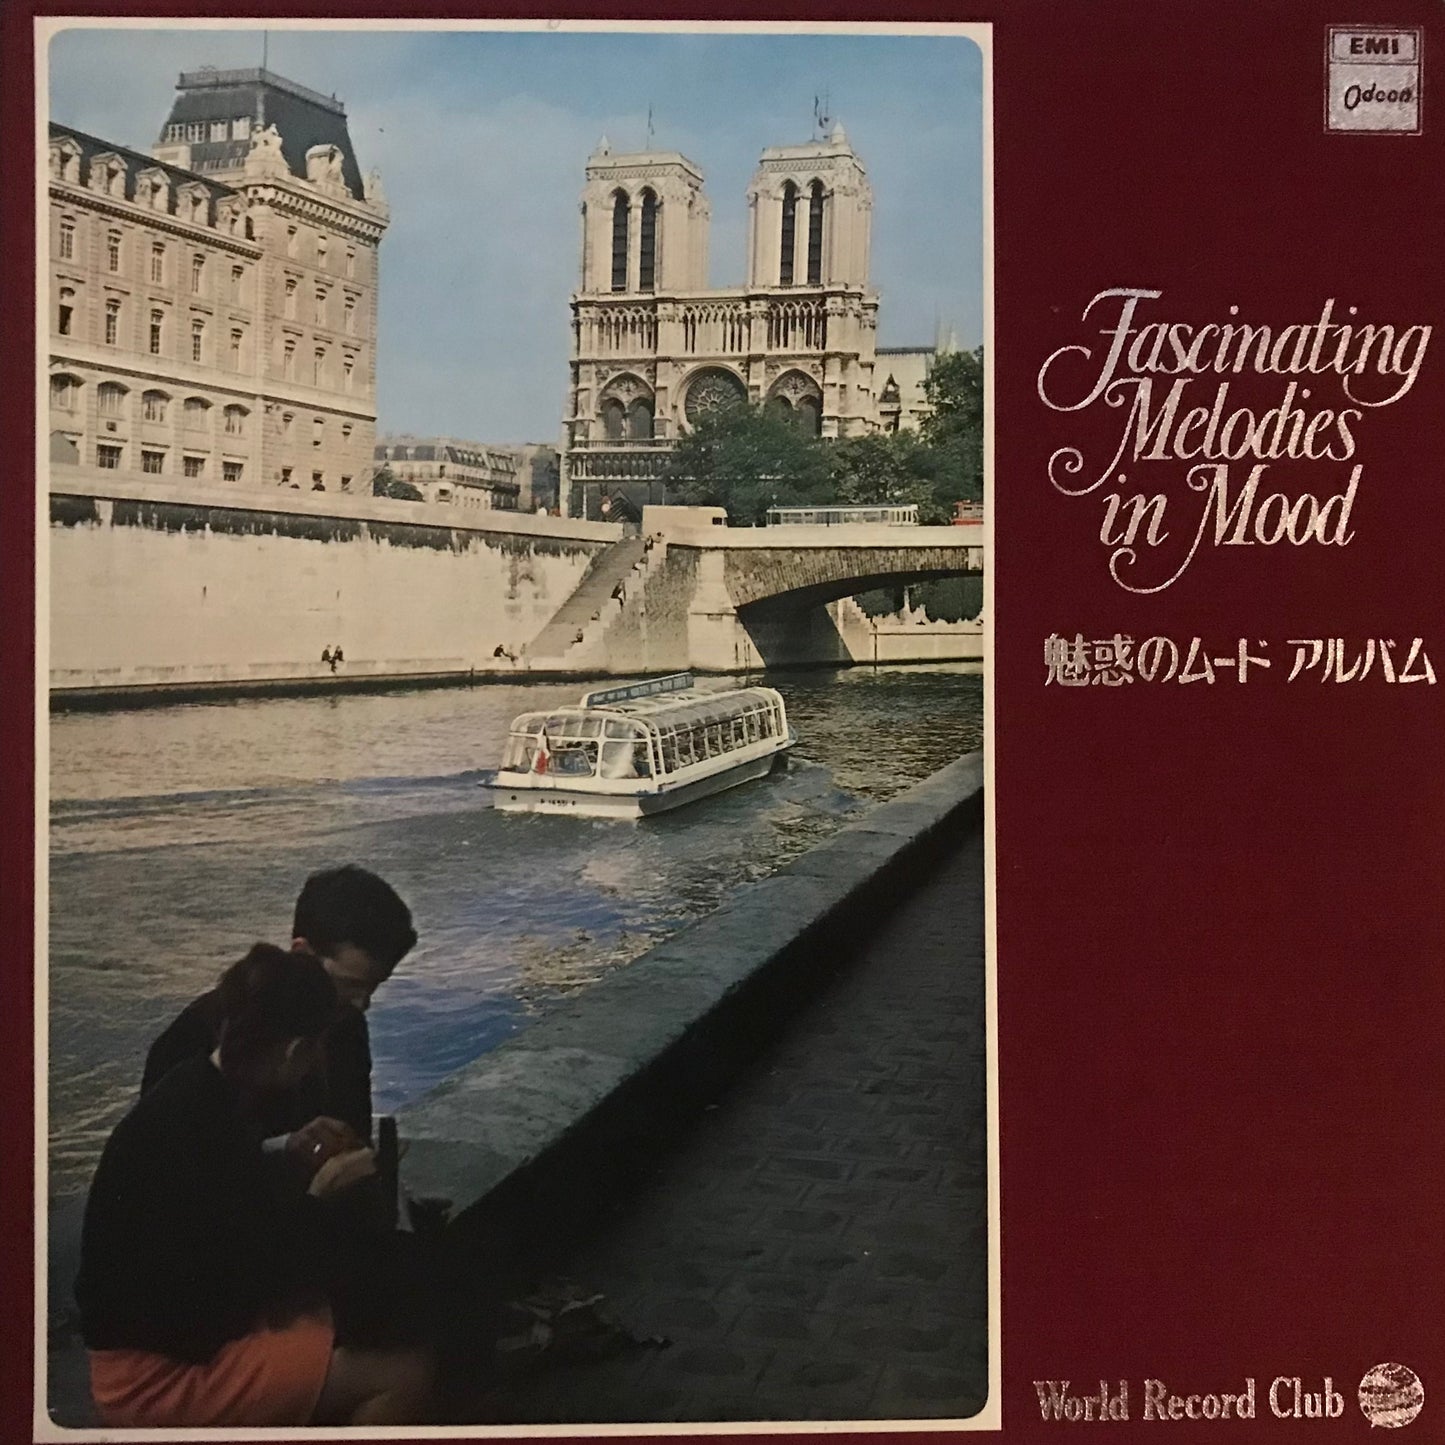 EMI
Odeon
Fascinating
Melodies
in Mood
魅惑のムード アルバム
World Record Club